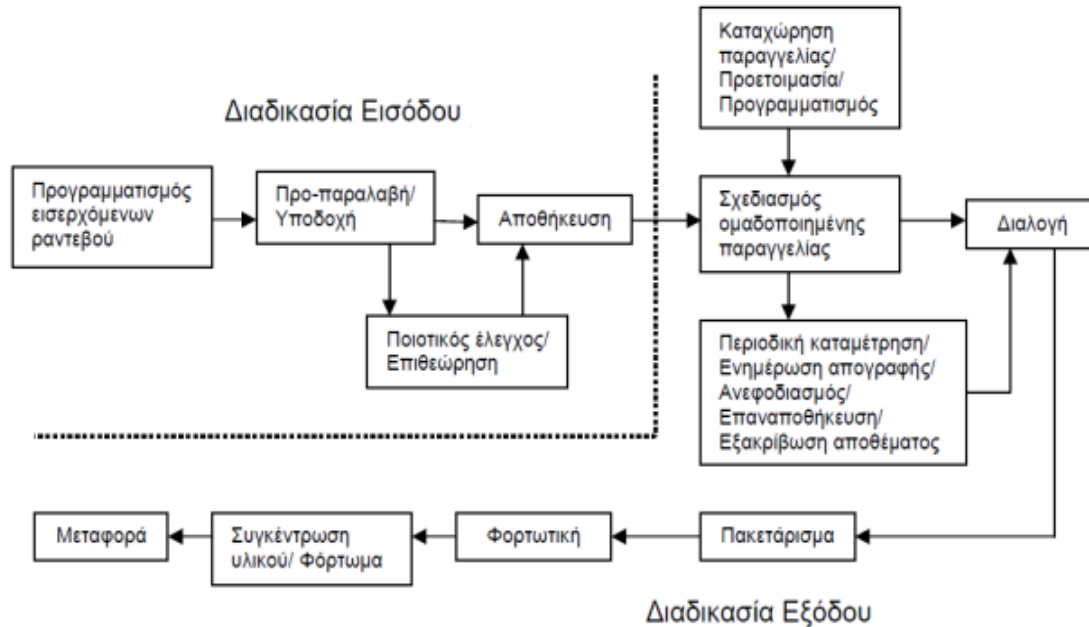 Διαδικασία Εισόδου
Προγραμματισμός
εισερχόμενων
ραντεβού
Προ-παραλαβή/
Υποδοχή
Αποθήκευση
Ποιοτικός έλεγχος/
Επιθεώρηση
Καταχώρηση
παραγγελίας/
Προετοιμασία/
Προγραμματισμός
Σχεδιασμός
ομαδοποιημένης
παραγγελίας
Διαλογή
Περιοδική καταμέτρηση/
Ενημέρωση απογραφής/
Ανεφοδιασμός/
Επαναποθήκευση/
Εξακρίβωση αποθέματος
Μεταφορά
Συγκέντρωση
υλικού/ Φόρτωμα
Φορτωτική
Πακετάρισμα
Διαδικασία Εξόδου